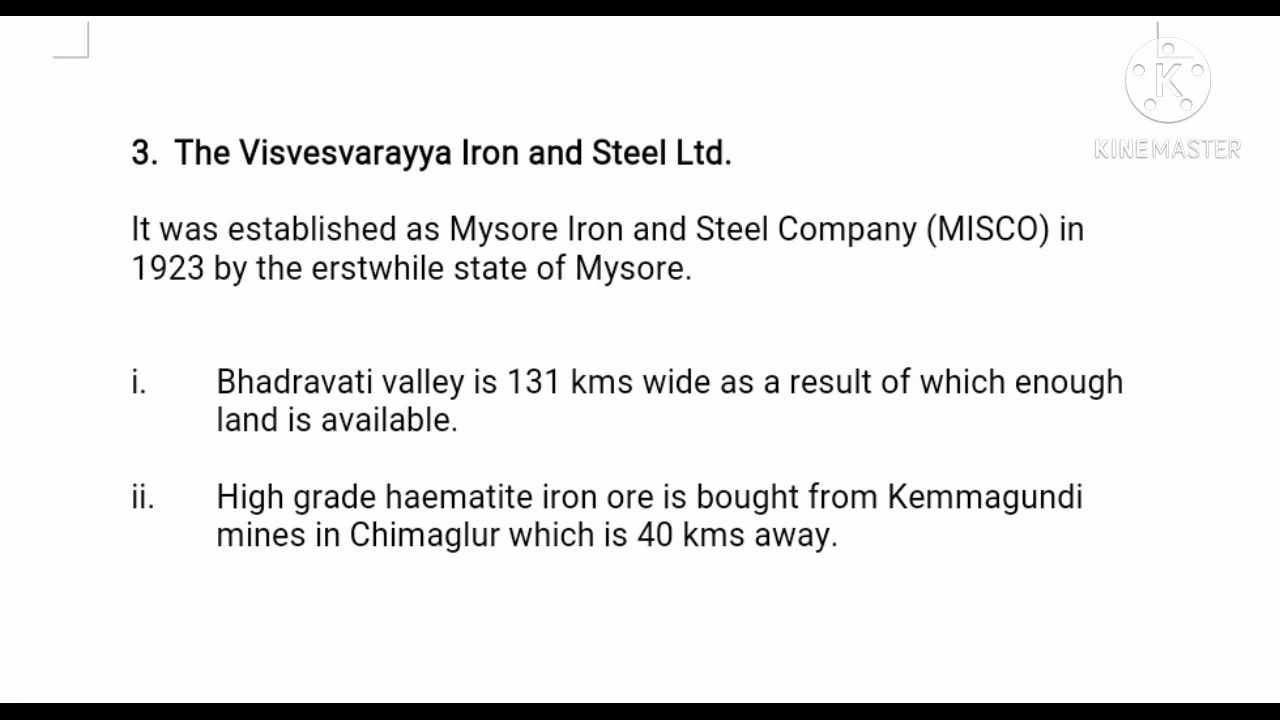 K
KINEMASTER
3. The Visvesvarayya Iron and Steel Ltd.
It was established as Mysore Iron and Steel Company (MISCO) in
1923 by the erstwhile state of Mysore.
i. Bhadravati valley is 131 kms wide as a result of which enough
land is available.
ii. High grade haematite iron ore is bought from Kemmagundi
mines in Chimaglur which is 40 kms away.